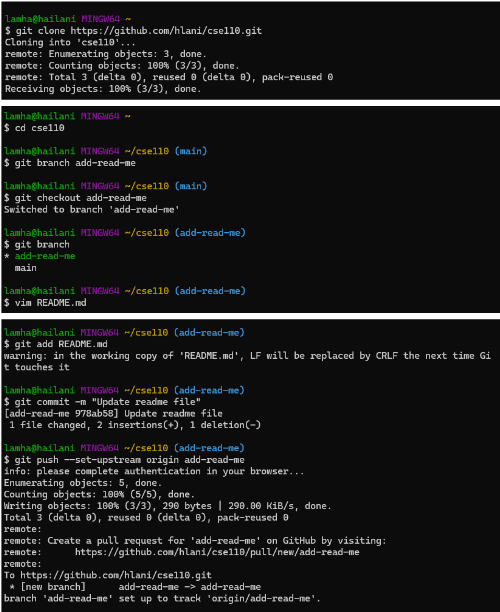 lamha@hailani MINGW64 ~
$ git clone https://github.com/hlani/cse110.git
Cloning into 'cse110'...
remote: Enumerating objects: 3, done.
remote: Counting objects: 100% (3/3), done.
remote: Total 3 (delta 0), reused 0 (delta 0), pack-reused 0
Receiving objects: 100% (3/3), done.
lamha@hailani MINGW64 ~
$ cd cse110
lamha@hailani MINGW64 ~/cse110 (main)
$ git branch add-read-me
lamha@hailani MINGW64 ~/cse110 (main)
$ git checkout add-read-me
Switched to branch 'add-read-me'
lamha@hailani MINGW64 ~/cse110 (add-read-me)
$ git branch
* add-read-me
main
lamha@hailani MINGW64 ~/cse110 (add-read-me)
$ vim README.md
lamha@hailani MINGW64 ~/cse110 (add-read-me)
$ git add README.md
warning: in the working copy of 'README.md', LF will be replaced by CRLF the next time Gi
t touches it
lamha@hailani MINGW64 ~/cse110 (add-read-me)
$ git commit -m "Update readme file"
[add-read-me 978ab58] Update readme file
1 file changed, 2 insertions(+), 1 deletion(-)
lamha@hailani MINGW64 ~/cse110 (add-read-me)
$ git push --set-upstream origin add-read-me
info: please complete authentication in your browser...
Enumerating objects: 5, done.
Counting objects: 100% (5/5), done.
Writing objects: 100% (3/3), 290 bytes | 290.00 KiB/s, done.
Total 3 (delta 0), reused 0 (delta 0), pack-reused 0
remote:
remote: Create a pull request for 'add-read-me' on GitHub by visiting:
remote: https://github.com/hlani/cse110/pull/new/add-read-me
remote:
To https://github.com/hlani/cse110.git
* [new branch] add-read-me -> add-read-me
branch 'add-read-me' set up to track 'origin/add-read-me'.